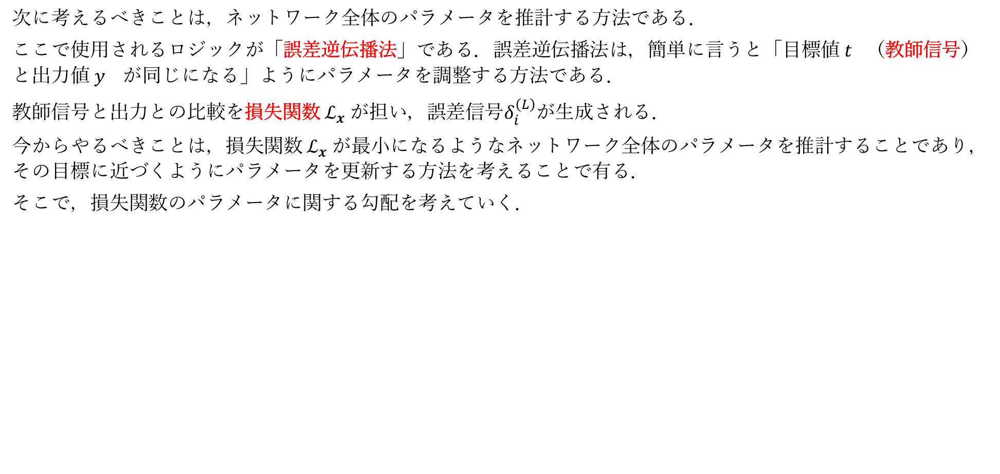 次に考えるべきことは，ネットワーク全体のパラメータを推計する方法である．
ここで使用されるロジックが「誤差逆伝播法」である．誤差逆伝播法は，簡単に言うと「目標値 t　（教師信号）
と出力値 y　が同じになる」ようにパラメータを調整する方法である．
教師信号と出力との比較を損失関数 ℒₓ が担い，誤差信号δ_i^(L)が生成される．
今からやるべきことは，損失関数 ℒₓ が最小になるようなネットワーク全体のパラメータを推計することであり，
その目標に近づくようにパラメータを更新する方法を考えることで有る．
そこで，損失関数のパラメータに関する勾配を考えていく．